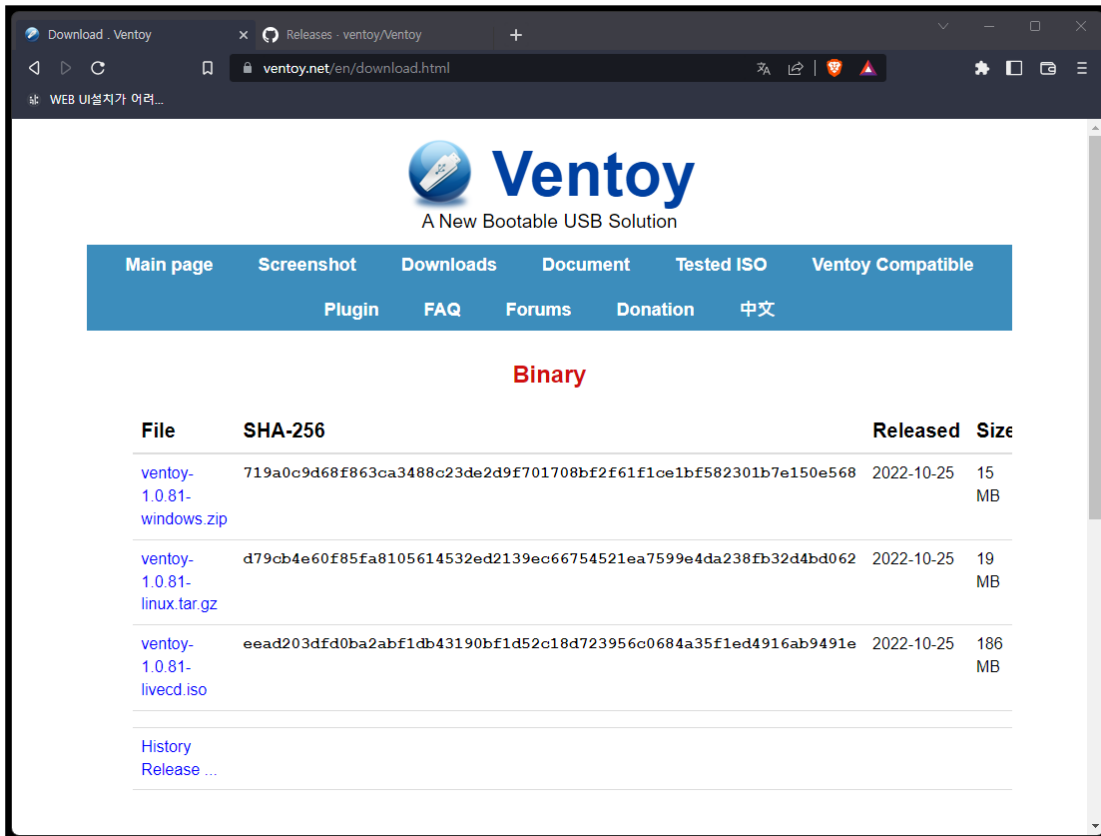 Download . Ventoy
Releases · ventoy/Ventoy
ventoy.net/en/download.html
WEB UI설치가 어려...
Ventoy
A New Bootable USB Solution
Main page Screenshot Downloads Document Tested ISO Ventoy Compatible
Plugin FAQ Forums Donation 中文
Binary
File SHA-256 Released Size
ventoy- 719a0c9d68f863ca3488c23de2d9f701708bf2f61f1ce1bf582301b7e150e568 2022-10-25 15
1.0.81- MB
windows.zip
ventoy- d79cb4e60f85fa8105614532ed2139ec66754521ea7599e4da238fb32d4bd062 2022-10-25 19
1.0.81- MB
linux.tar.gz
ventoy- eead203dfd0ba2abf1db43190bf1d52c18d723956c0684a35f1ed4916ab9491e 2022-10-25 186
1.0.81- MB
livecd.iso
History
Release ...